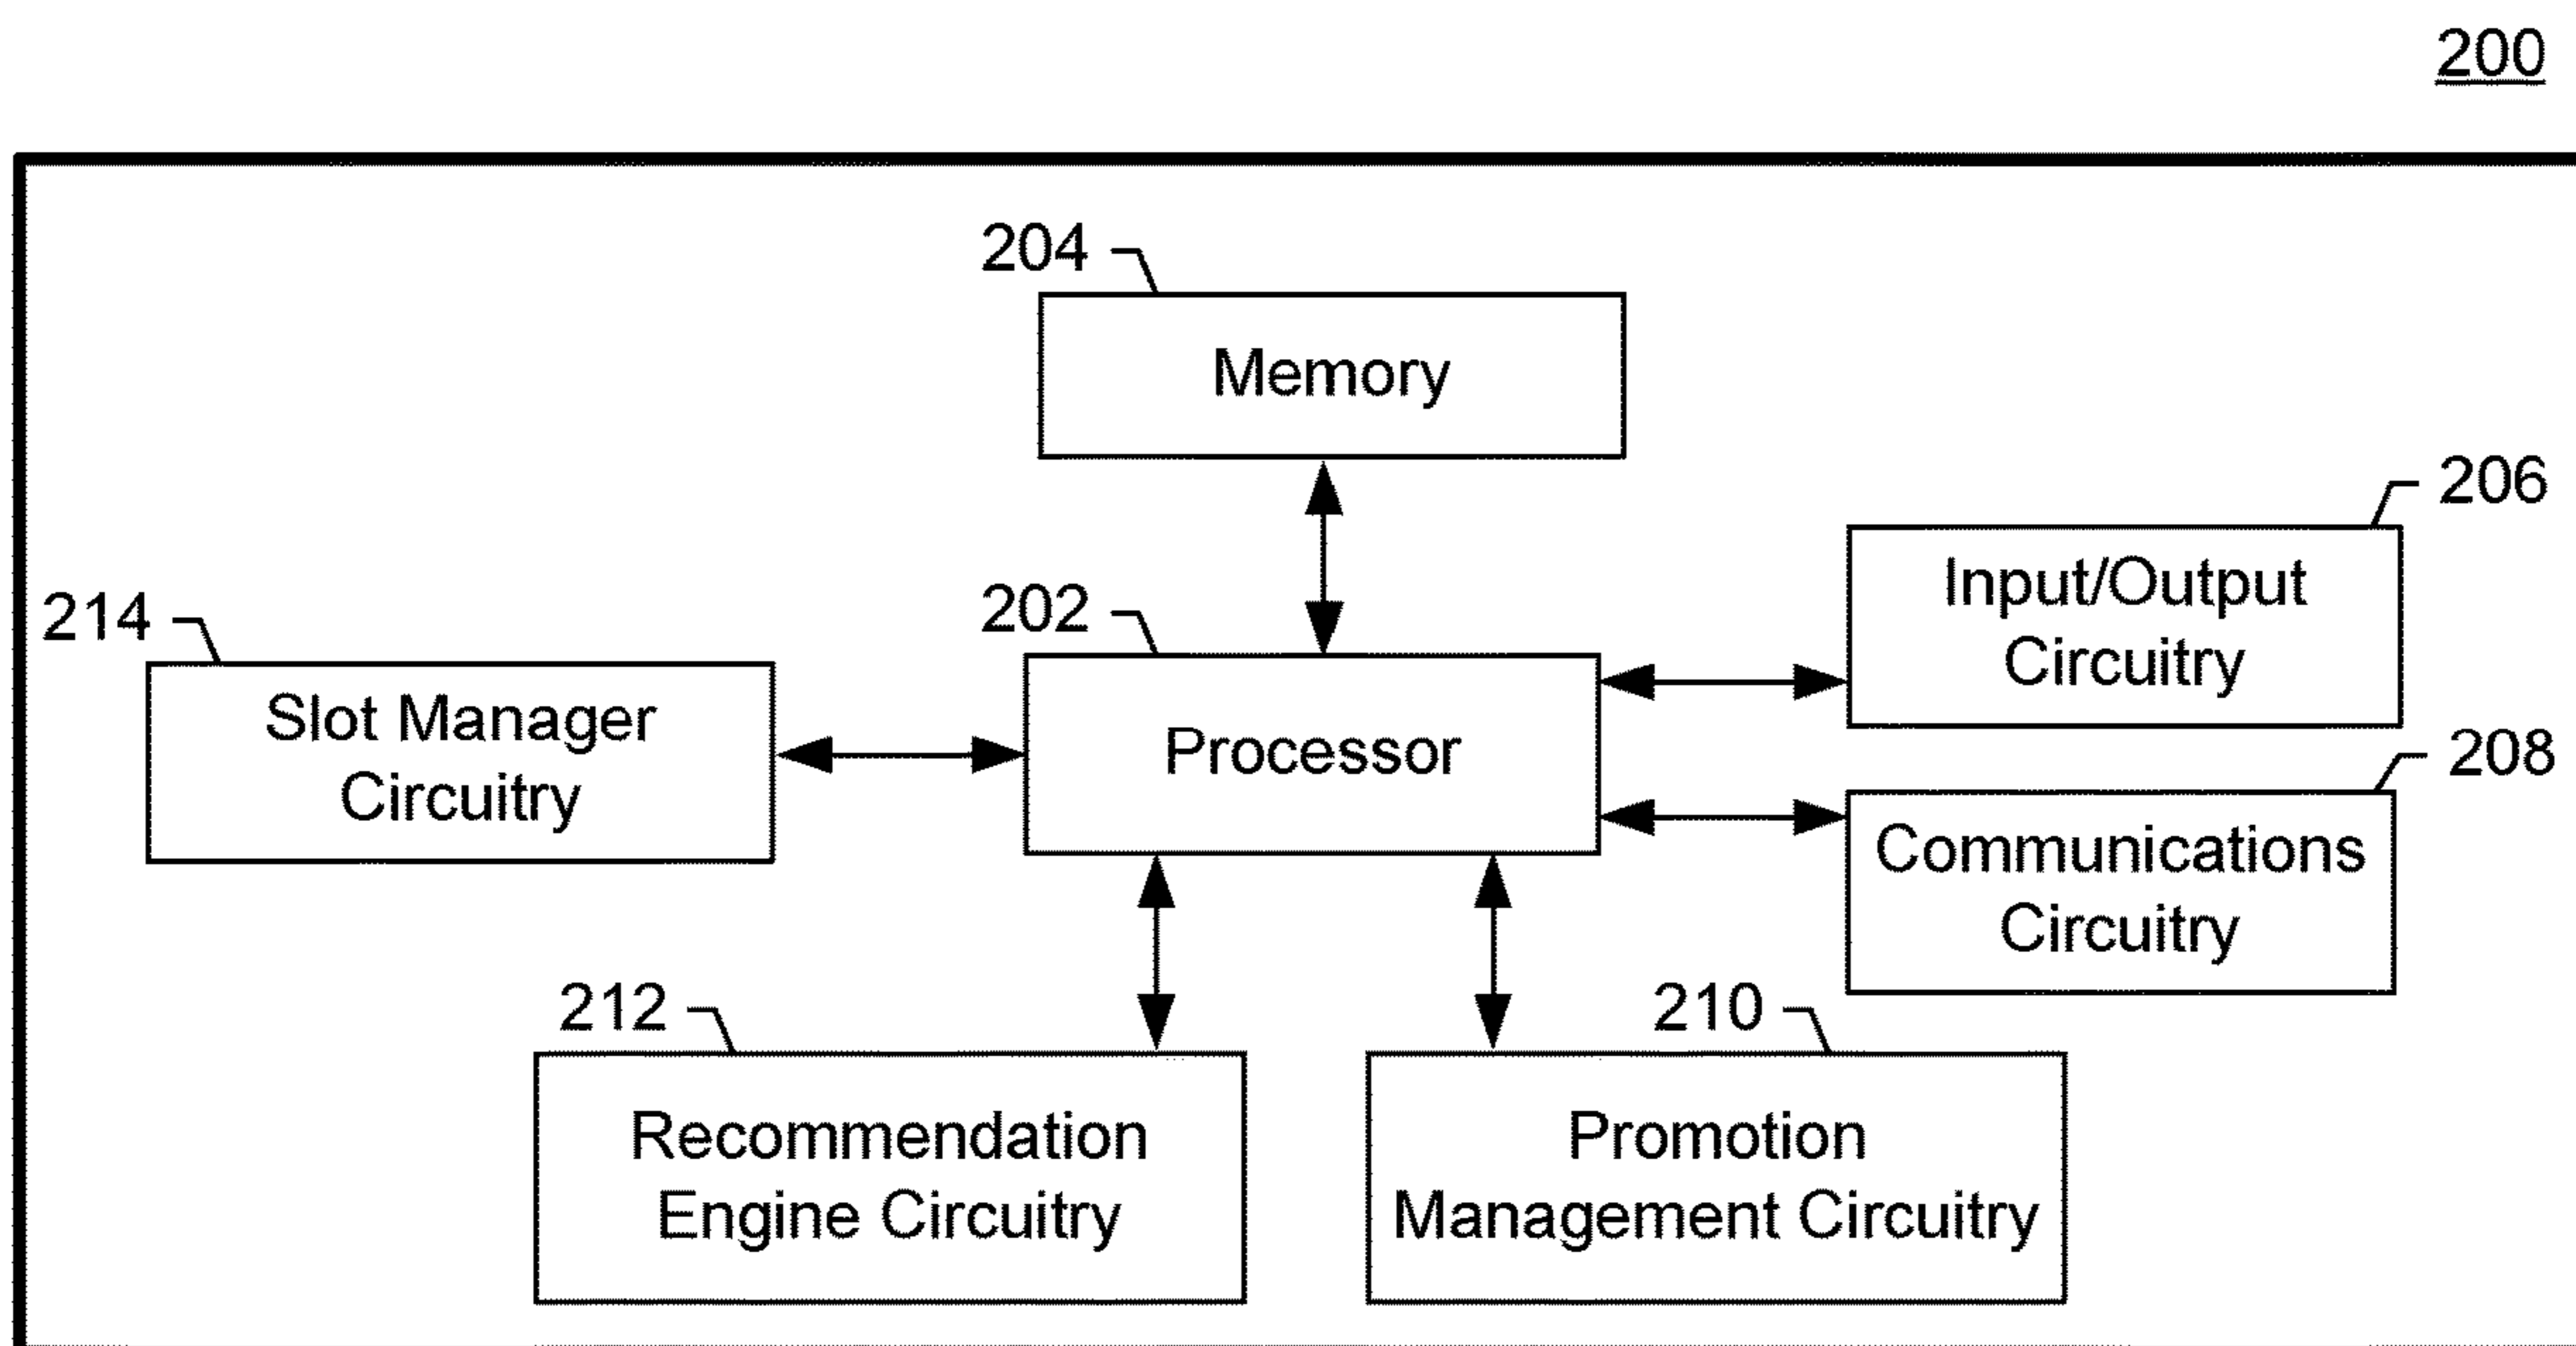 200
204
Memory
206
Input/Output
Circuitry
214
Slot Manager
Circuitry
202
Processor
208
Communications
Circuitry
212
Recommendation
Engine Circuitry
210
Promotion
Management Circuitry